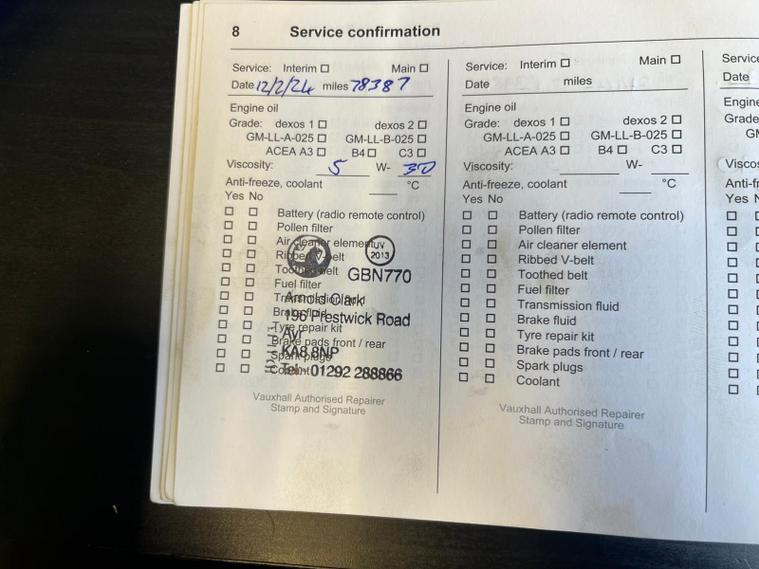 8 Service confirmation
Service: Interim ☐ Main ☐
Date 12/2/24 miles 78387
Engine oil
Grade: dexos 1 ☐ dexos 2 ☐
GM-LL-A-025 ☐ GM-LL-B-025 ☐
ACEA A3 ☐ B4 ☐ C3 ☐
Viscosity: 5 W- 30
Anti-freeze, coolant °C
Yes No
☐ ☐ Battery (radio remote control)
☐ ☐ Pollen filter
☐ ☐ Air cleaner element
☐ ☐ Ribbed V-belt
☐ ☐ Toothed belt
☐ ☐ Fuel filter
☐ ☐ Transmission fluid
☐ ☐ Brake fluid
☐ ☐ Tyre repair kit
☐ ☐ Brake pads front / rear
☐ ☐ Spark plugs
☐ ☐ Coolant
UV
2013
GBN770
Arnold Clark
196 Prestwick Road
Ayr
KA8 8NP
Tel:- 01292 288866
Vauxhall Authorised Repairer
Stamp and Signature
Service: Interim ☐ Main ☐
Date miles
Engine oil
Grade: dexos 1 ☐ dexos 2 ☐
GM-LL-A-025 ☐ GM-LL-B-025 ☐
ACEA A3 ☐ B4 ☐ C3 ☐
Viscosity: W-
Anti-freeze, coolant °C
Yes No
☐ ☐ Battery (radio remote control)
☐ ☐ Pollen filter
☐ ☐ Air cleaner element
☐ ☐ Ribbed V-belt
☐ ☐ Toothed belt
☐ ☐ Fuel filter
☐ ☐ Transmission fluid
☐ ☐ Brake fluid
☐ ☐ Tyre repair kit
☐ ☐ Brake pads front / rear
☐ ☐ Spark plugs
☐ ☐ Coolant
Vauxhall Authorised Repairer
Stamp and Signature
Service
Date
Engine
Grade
GM
Viscos
Anti-f
Yes N